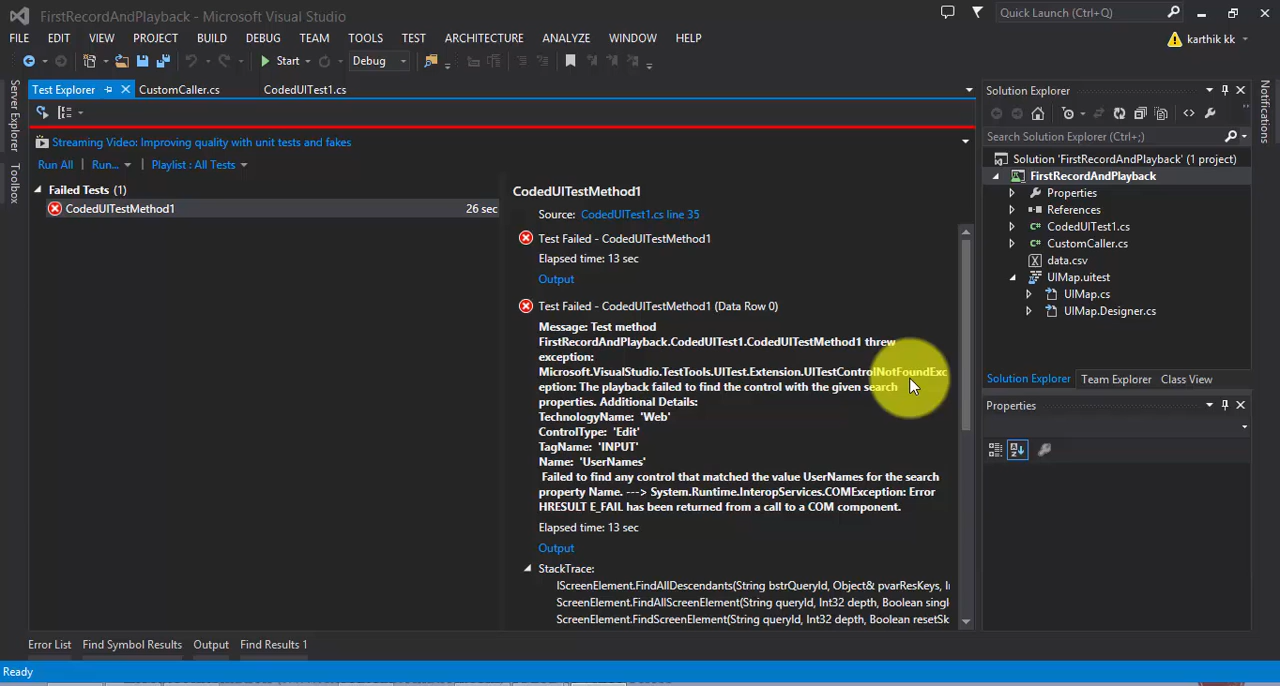 FirstRecordAndPlayback - Microsoft Visual Studio
Quick Launch (Ctrl+Q)
FILE EDIT VIEW PROJECT BUILD DEBUG TEAM TOOLS TEST ARCHITECTURE ANALYZE WINDOW HELP
karthik kk
Start Debug
Server Explorer
Toolbox
Test Explorer CustomCaller.cs CodedUITest1.cs
Streaming Video: Improving quality with unit tests and fakes
Run All Run... Playlist : All Tests
Failed Tests (1)
CodedUITestMethod1 26 sec
CodedUITestMethod1
Source: CodedUITest1.cs line 35
Test Failed - CodedUITestMethod1
Elapsed time: 13 sec
Output
Test Failed - CodedUITestMethod1 (Data Row 0)
Message: Test method
FirstRecordAndPlayback.CodedUITest1.CodedUITestMethod1 threw
exception:
Microsoft.VisualStudio.TestTools.UITest.Extension.UITestControlNotFoundExc
eption: The playback failed to find the control with the given search
properties. Additional Details:
TechnologyName: 'Web'
ControlType: 'Edit'
TagName: 'INPUT'
Name: 'UserNames'
Failed to find any control that matched the value UserNames for the search
property Name. ---> System.Runtime.InteropServices.COMException: Error
HRESULT E_FAIL has been returned from a call to a COM component.
Elapsed time: 13 sec
Output
StackTrace:
IScreenElement.FindAllDescendants(String bstrQueryId, Object& pvarResKeys, I
ScreenElement.FindAllScreenElement(String queryId, Int32 depth, Boolean singl
ScreenElement.FindScreenElement(String queryId, Int32 depth, Boolean resetSk
Solution Explorer
Search Solution Explorer (Ctrl+;)
Solution 'FirstRecordAndPlayback' (1 project)
FirstRecordAndPlayback
Properties
References
CodedUITest1.cs
CustomCaller.cs
data.csv
UIMap.uitest
UIMap.cs
UIMap.Designer.cs
Solution Explorer Team Explorer Class View
Properties
Notifications
Error List Find Symbol Results Output Find Results 1
Ready